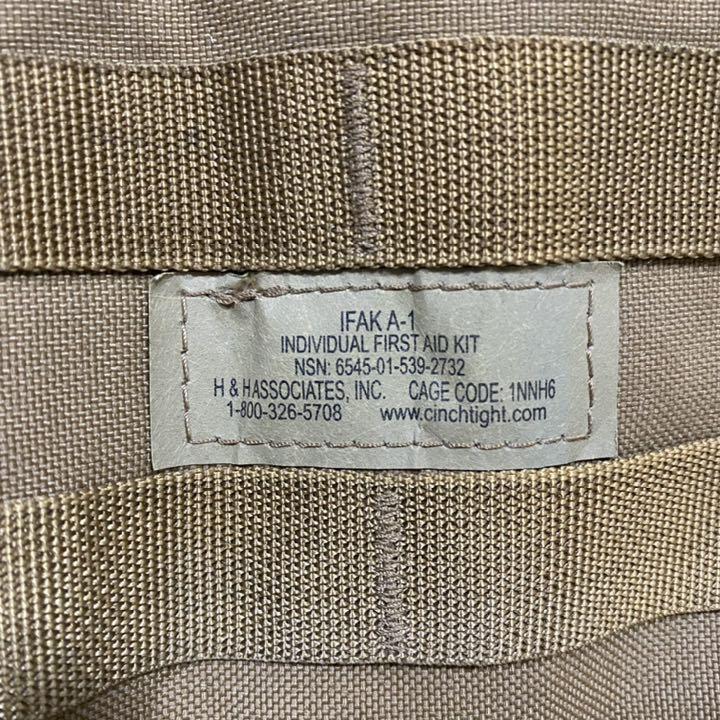 IFAK A-1
INDIVIDUAL FIRST AID KIT
NSN: 6545-01-539-2732
H & H ASSOCIATES, INC. CAGE CODE: 1NNH6
1-800-326-5708 www.cinchtight.com